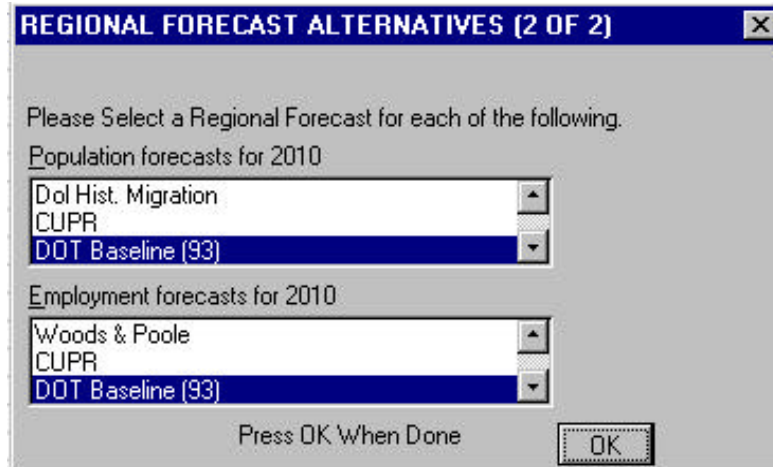 REGIONAL FORECAST ALTERNATIVES (2 OF 2)
Please Select a Regional Forecast for each of the following.
Population forecasts for 2010
Dol Hist. Migration
CUPR
DOT Baseline (93)
Employment forecasts for 2010
Woods & Poole
CUPR
DOT Baseline (93)
Press OK When Done
OK